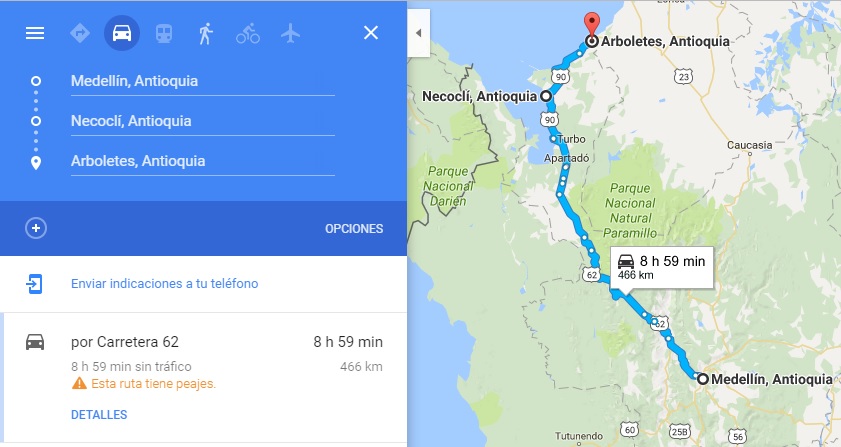 Medellín, Antioquia
Necoclí, Antioquia
Arboletes, Antioquia
OPCIONES
Enviar indicaciones a tu teléfono
por Carretera 62
8 h 59 min
8 h 59 min sin tráfico
466 km
Esta ruta tiene peajes.
DETALLES
Arboletes, Antioquia
90
23
Necoclí, Antioquia
90
Turbo
Apartadó
Caucasia
Parque
Nacional
Darién
Parque
Nacional
Natural
Paramillo
62
8 h 59 min
466 km
62
Medellín, Antioquia
60
25B
56
Tutunendo